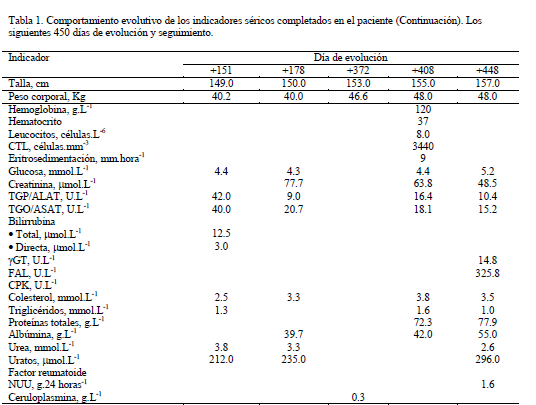 Tabla 1. Comportamiento evolutivo de los indicadores séricos completados en el paciente (Continuación). Los
siguientes 450 días de evolución y seguimiento.
Indicador Día de evolución
+151 +178 +372 +408 +448
Talla, cm 149.0 150.0 153.0 155.0 157.0
Peso corporal, Kg 40.2 40.0 46.6 48.0 48.0
Hemoglobina, g.L-1 120
Hematocrito 37
Leucocitos, células.L-6 8.0
CTL, células.mm-3 3440
Eritrosedimentación, mm.hora-1 9
Glucosa, mmol.L-1 4.4 4.3 4.4 5.2
Creatinina, µmol.L-1 77.7 63.8 48.5
TGP/ALAT, U.L-1 42.0 9.0 16.4 10.4
TGO/ASAT, U.L-1 40.0 20.7 18.1 15.2
Bilirrubina
• Total, µmol.L-1 12.5
• Directa, µmol.L-1 3.0
γGT, U.L-1 14.8
FAL, U.L-1 325.8
CPK, U.L-1
Colesterol, mmol.L-1 2.5 3.3 3.8 3.5
Triglicéridos, mmol.L-1 1.3 1.6 1.0
Proteínas totales, g.L-1 72.3 77.9
Albúmina, g.L-1 39.7 42.0 55.0
Urea, mmol.L-1 3.8 3.3 2.6
Uratos, µmol.L-1 212.0 235.0 296.0
Factor reumatoide
NUU, g.24 horas-1 1.6
Ceruloplasmina, g.L-1 0.3